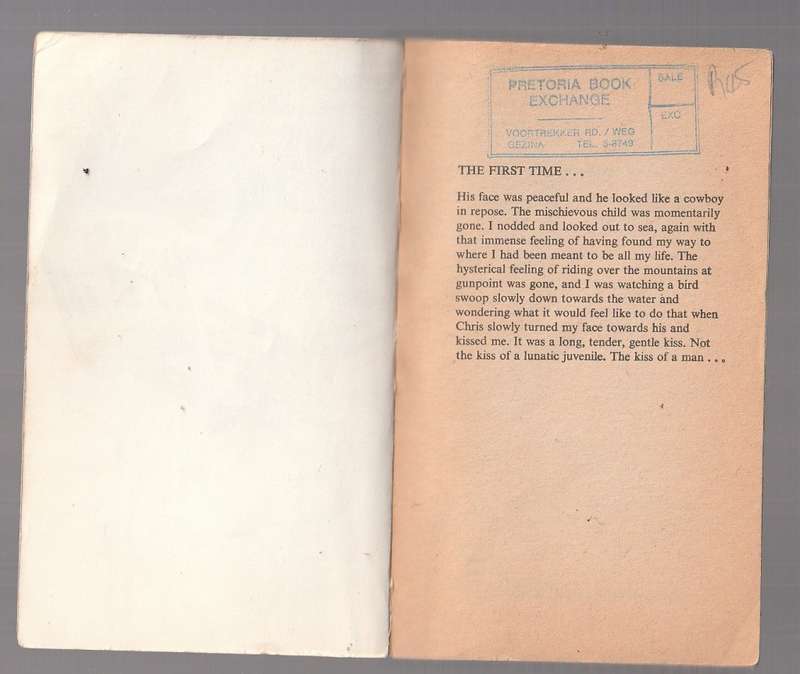 PRETORIA BOOK
EXCHANGE
VOORTREKKER RD. / WEG
GEZINA TEL. 5-8749
SALE
EXC
THE FIRST TIME . . .
His face was peaceful and he looked like a cowboy
in repose. The mischievous child was momentarily
gone. I nodded and looked out to sea, again with
that immense feeling of having found my way to
where I had been meant to be all my life. The
hysterical feeling of riding over the mountains at
gunpoint was gone, and I was watching a bird
swoop slowly down towards the water and
wondering what it would feel like to do that when
Chris slowly turned my face towards his and
kissed me. It was a long, tender, gentle kiss. Not
the kiss of a lunatic juvenile. The kiss of a man . . .